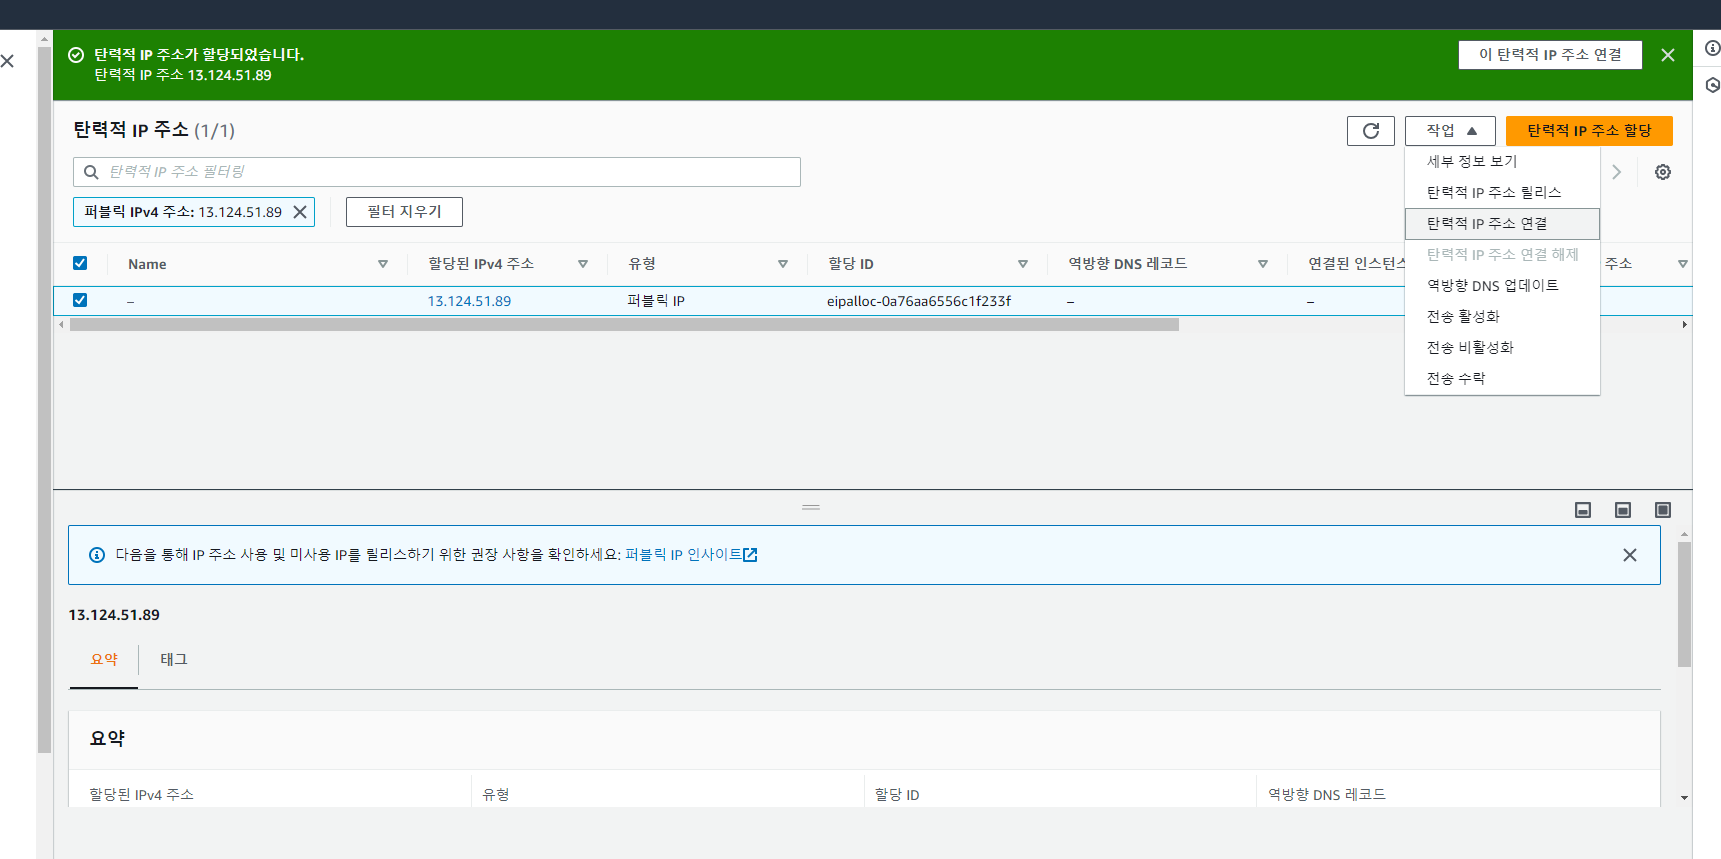 탄력적 IP 주소가 할당되었습니다.
탄력적 IP 주소 13.124.51.89
이 탄력적 IP 주소 연결
탄력적 IP 주소 (1/1)
작업
탄력적 IP 주소 할당
탄력적 IP 주소 필터링
퍼블릭 IPv4 주소: 13.124.51.89
필터 지우기
세부 정보 보기
탄력적 IP 주소 릴리스
탄력적 IP 주소 연결
탄력적 IP 주소 연결 해제
역방향 DNS 업데이트
전송 활성화
전송 비활성화
전송 수락
Name 할당된 IPv4 주소 유형 할당 ID 역방향 DNS 레코드 연결된 인스턴스 주소
– 13.124.51.89 퍼블릭 IP eipalloc-0a76aa6556c1f233f – –
다음을 통해 IP 주소 사용 및 미사용 IP를 릴리스하기 위한 권장 사항을 확인하세요: 퍼블릭 IP 인사이트
13.124.51.89
요약 태그
요약
할당된 IPv4 주소 유형 할당 ID 역방향 DNS 레코드